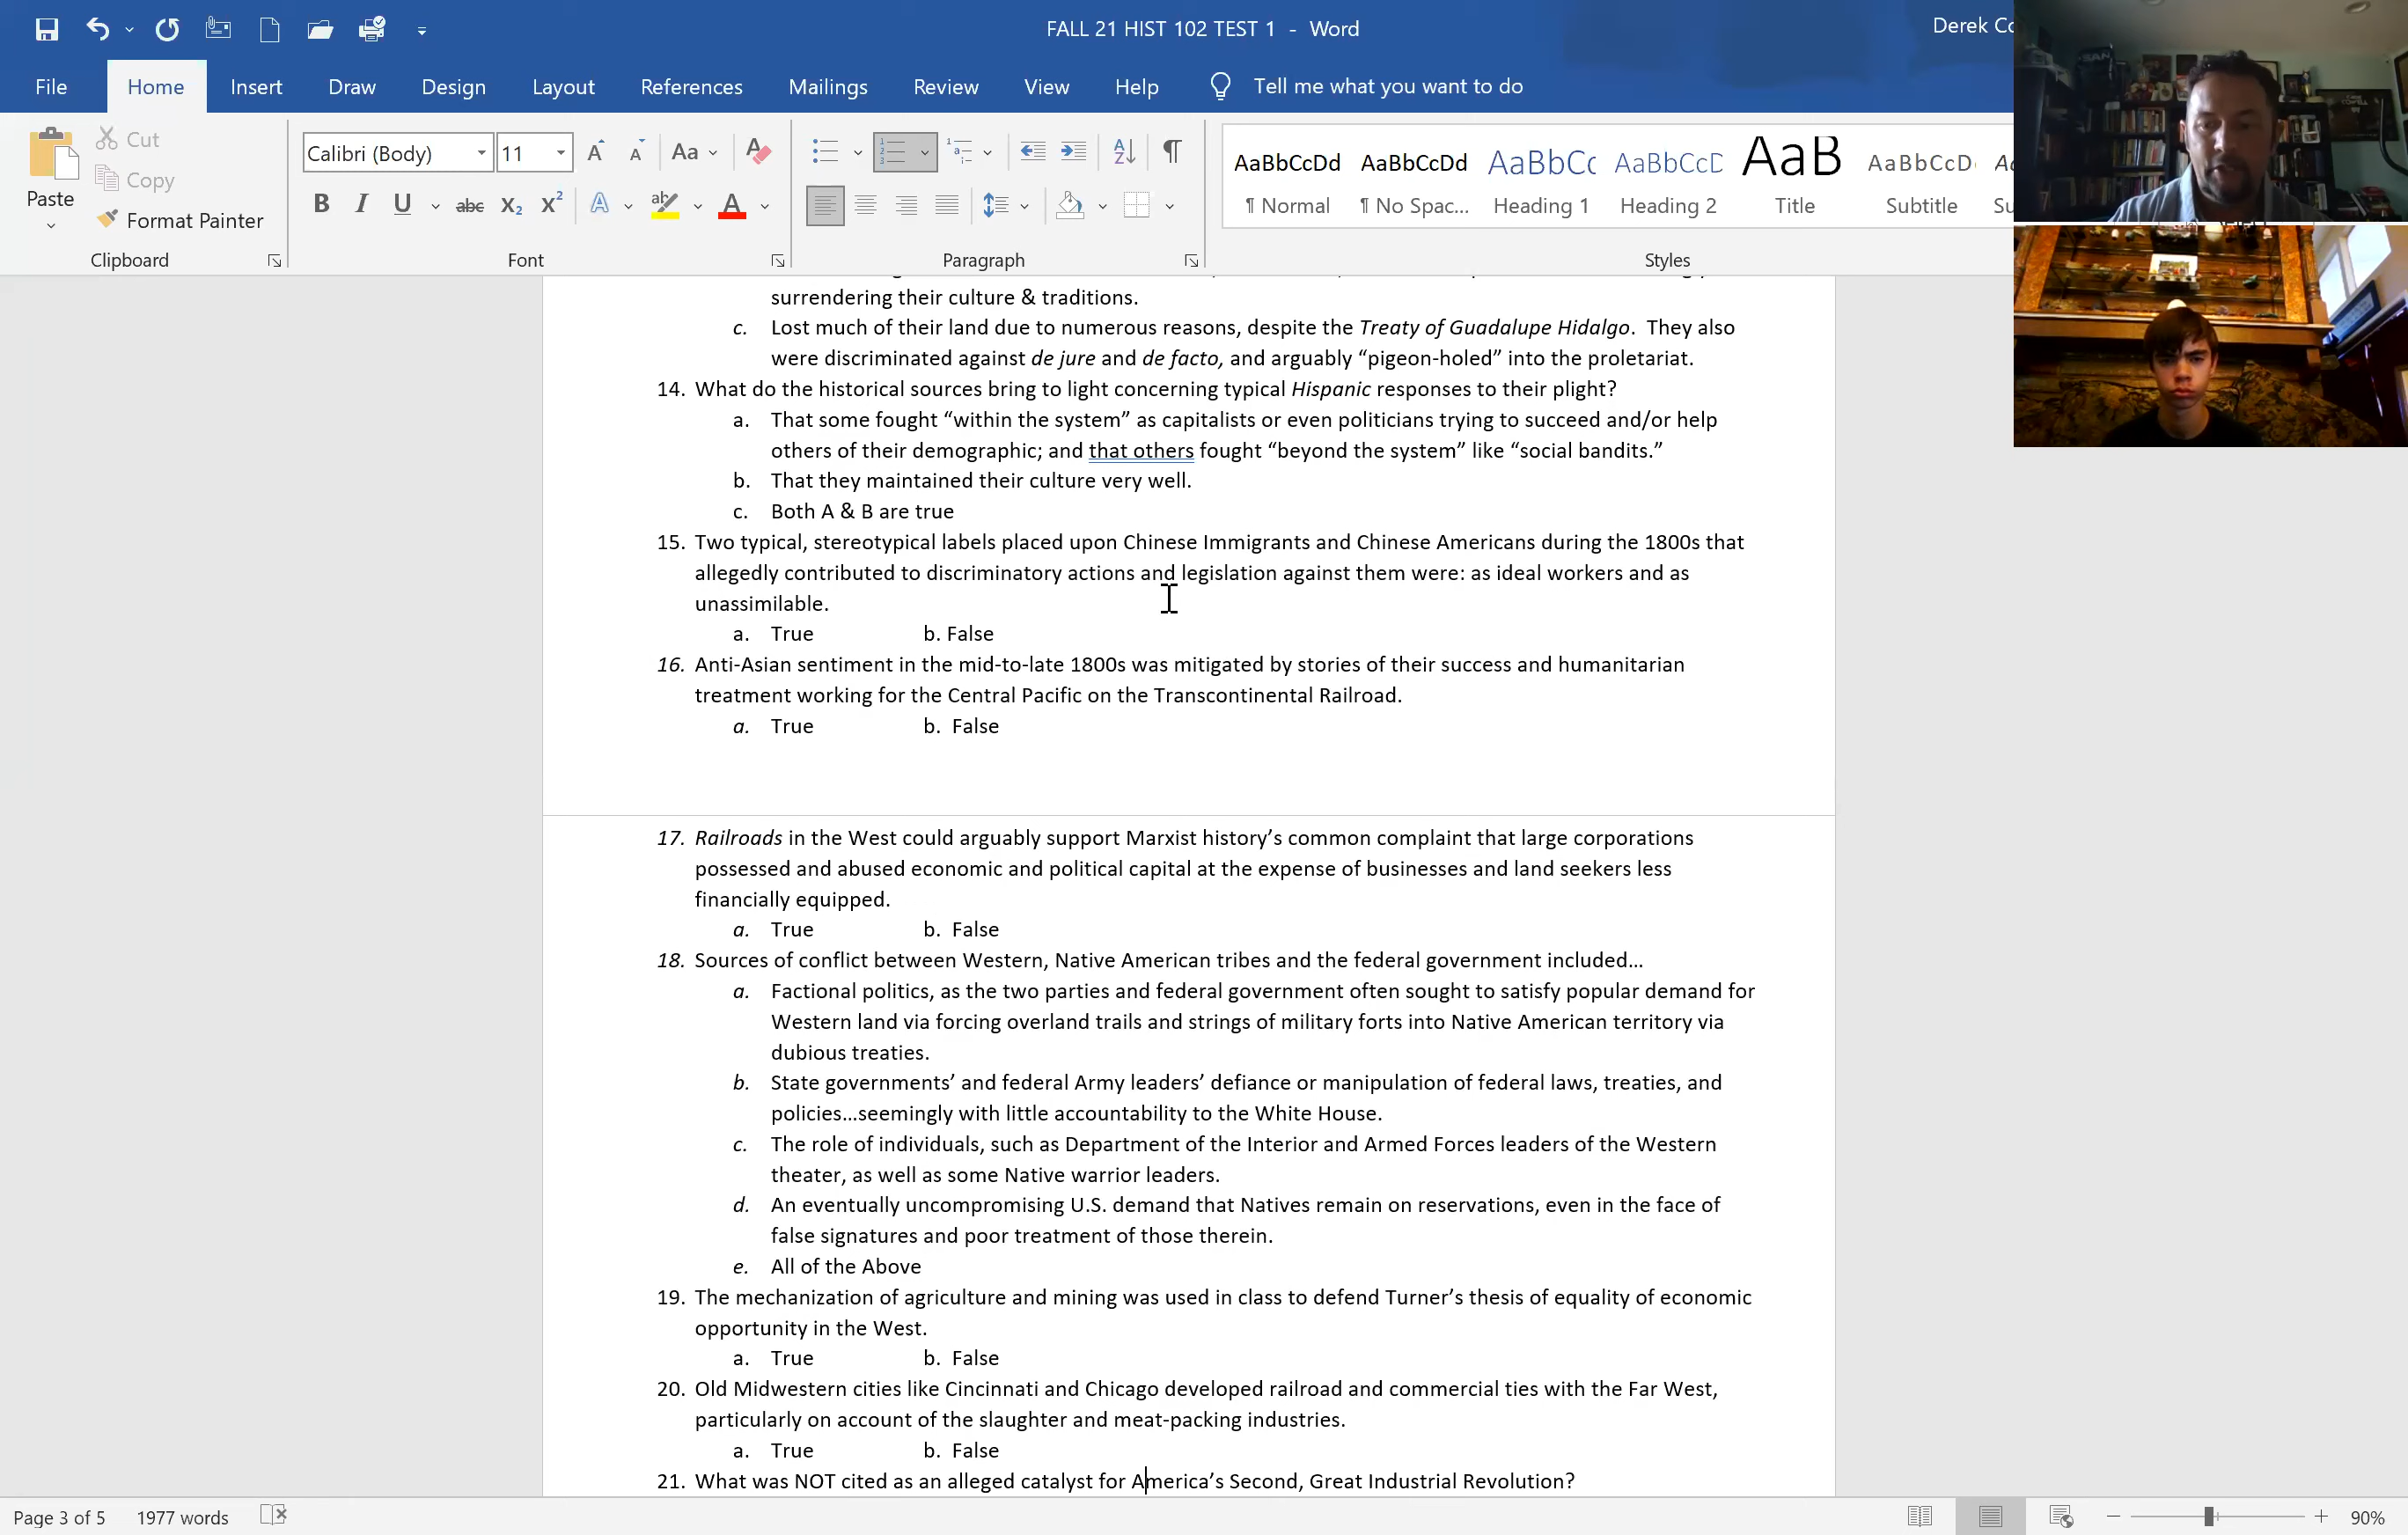 FALL 21 HIST 102 TEST 1 - Word
Derek
File Home Insert Draw Design Layout References Mailings Review View Help Tell me what you want to do
Paste
Cut
Copy
Format Painter
Clipboard
Calibri (Body) 11
Font
Paragraph
AaBbCcDd AaBbCcDd AaBbCc AaBbCcD AaB AaBbCcD
¶ Normal ¶ No Spac... Heading 1 Heading 2 Title Subtitle Su
Styles
surrendering their culture & traditions.
c. Lost much of their land due to numerous reasons, despite the Treaty of Guadalupe Hidalgo. They also
were discriminated against de jure and de facto, and arguably “pigeon-holed” into the proletariat.
14. What do the historical sources bring to light concerning typical Hispanic responses to their plight?
a. That some fought “within the system” as capitalists or even politicians trying to succeed and/or help
others of their demographic; and that others fought “beyond the system” like “social bandits.”
b. That they maintained their culture very well.
c. Both A & B are true
15. Two typical, stereotypical labels placed upon Chinese Immigrants and Chinese Americans during the 1800s that
allegedly contributed to discriminatory actions and legislation against them were: as ideal workers and as
unassimilable.
a. True b. False
16. Anti-Asian sentiment in the mid-to-late 1800s was mitigated by stories of their success and humanitarian
treatment working for the Central Pacific on the Transcontinental Railroad.
a. True b. False
17. Railroads in the West could arguably support Marxist history’s common complaint that large corporations
possessed and abused economic and political capital at the expense of businesses and land seekers less
financially equipped.
a. True b. False
18. Sources of conflict between Western, Native American tribes and the federal government included…
a. Factional politics, as the two parties and federal government often sought to satisfy popular demand for
Western land via forcing overland trails and strings of military forts into Native American territory via
dubious treaties.
b. State governments’ and federal Army leaders’ defiance or manipulation of federal laws, treaties, and
policies…seemingly with little accountability to the White House.
c. The role of individuals, such as Department of the Interior and Armed Forces leaders of the Western
theater, as well as some Native warrior leaders.
d. An eventually uncompromising U.S. demand that Natives remain on reservations, even in the face of
false signatures and poor treatment of those therein.
e. All of the Above
19. The mechanization of agriculture and mining was used in class to defend Turner’s thesis of equality of economic
opportunity in the West.
a. True b. False
20. Old Midwestern cities like Cincinnati and Chicago developed railroad and commercial ties with the Far West,
particularly on account of the slaughter and meat-packing industries.
a. True b. False
21. What was NOT cited as an alleged catalyst for America’s Second, Great Industrial Revolution?
Page 3 of 5 1977 words
90%